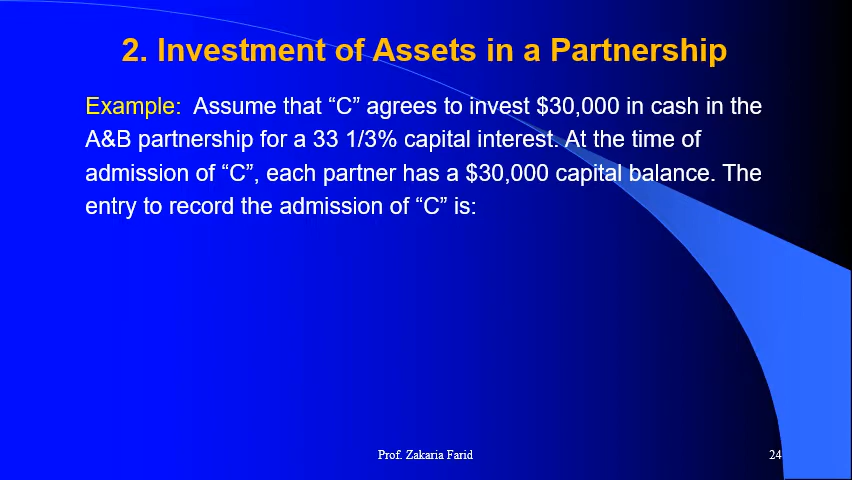 2. Investment of Assets in a Partnership
Example:  Assume that “C” agrees to invest $30,000 in cash in the
A&B partnership for a 33 1/3% capital interest. At the time of
admission of “C”, each partner has a $30,000 capital balance. The
entry to record the admission of “C” is:
Prof. Zakaria Farid
24